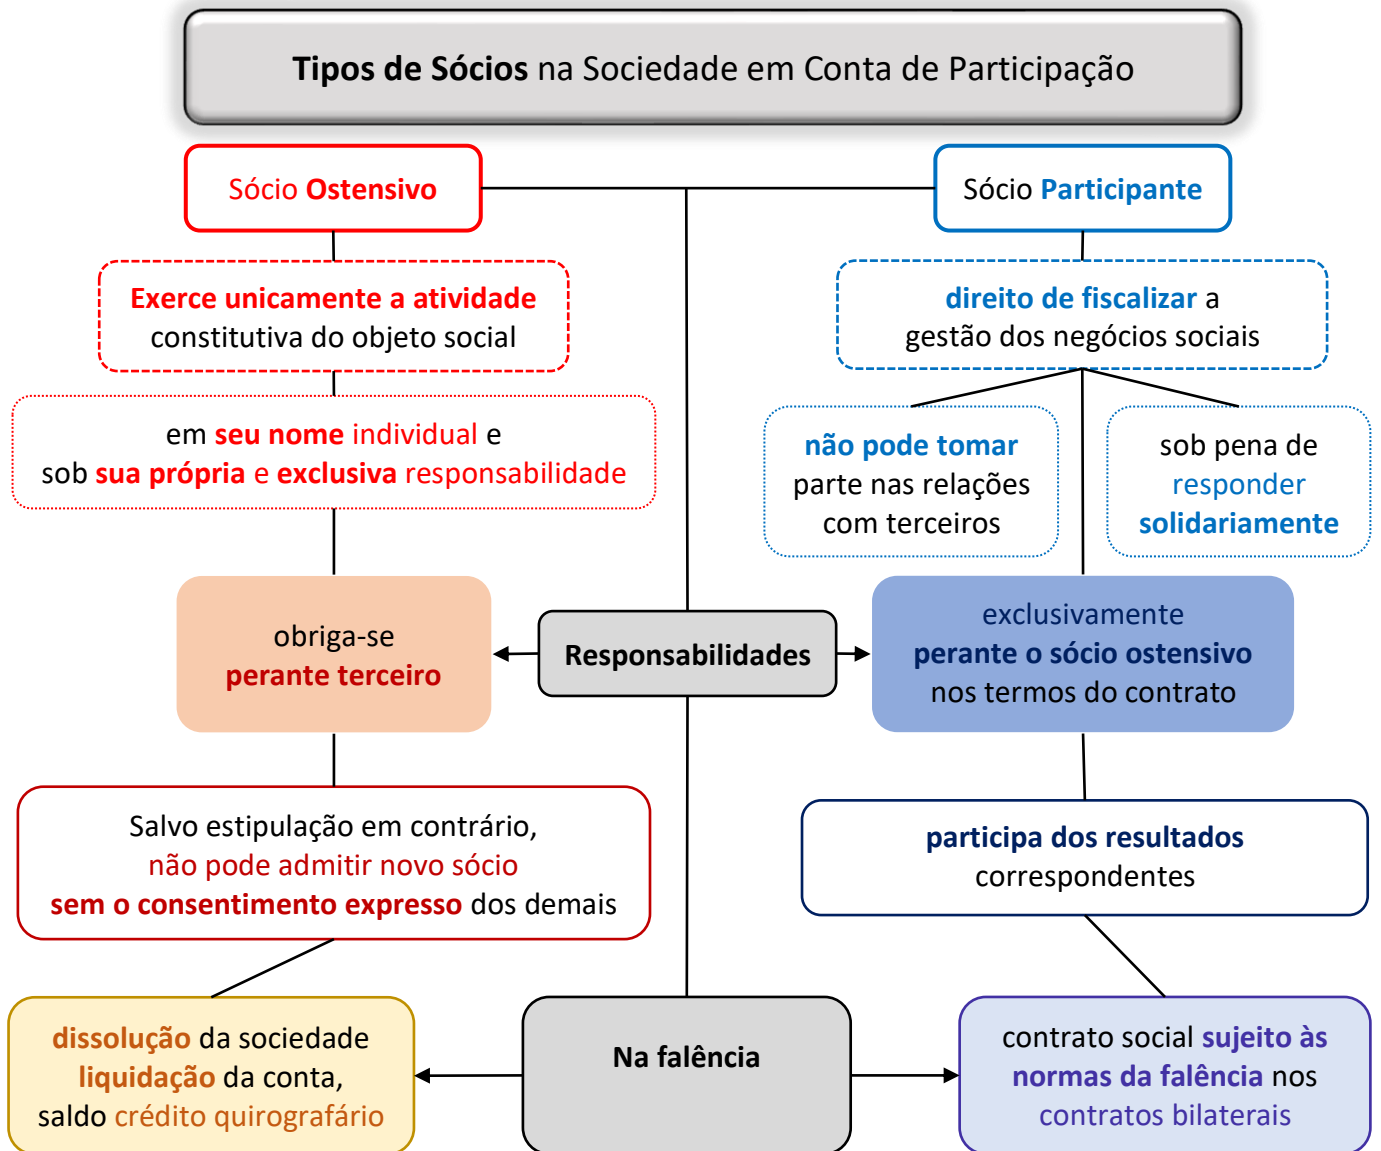 Tipos de Sócios na Sociedade em Conta de Participação
Sócio Ostensivo
Sócio Participante
Exerce unicamente a atividade
constitutiva do objeto social
direito de fiscalizar a
gestão dos negócios sociais
em seu nome individual e
sob sua própria e exclusiva responsabilidade
não pode tomar
parte nas relações
com terceiros
sob pena de
responder
solidariamente
obriga-se
perante terceiro
Responsabilidades
exclusivamente
perante o sócio ostensivo
nos termos do contrato
Salvo estipulação em contrário,
não pode admitir novo sócio
sem o consentimento expresso dos demais
participa dos resultados
correspondentes
dissolução da sociedade
liquidação da conta,
saldo crédito quirografário
Na falência
contrato social sujeito às
normas da falência nos
contratos bilaterais